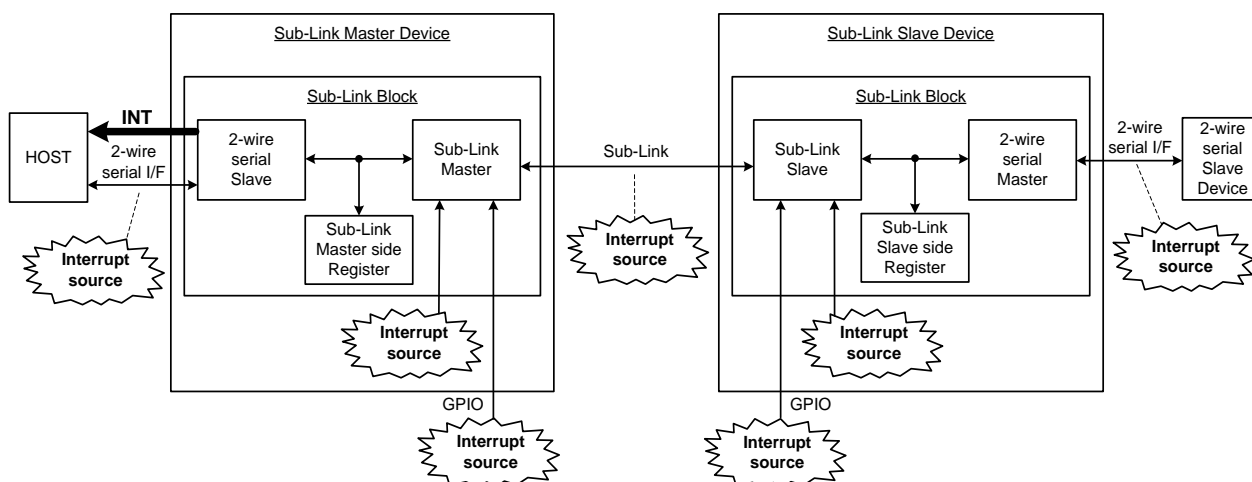 Sub-Link Master Device
Sub-Link Slave Device
Sub-Link Block
Sub-Link Block
INT
HOST
2-wire
serial I/F
2-wire
serial
Slave
Sub-Link
Master
Sub-Link
Master side
Register
Sub-Link
Sub-Link
Slave
2-wire
serial
Master
Sub-Link
Slave side
Register
2-wire
serial I/F
2-wire
serial
Slave
Device
Interrupt
source
Interrupt
source
Interrupt
source
Interrupt
source
Interrupt
source
GPIO
Interrupt
source
GPIO
Interrupt
source